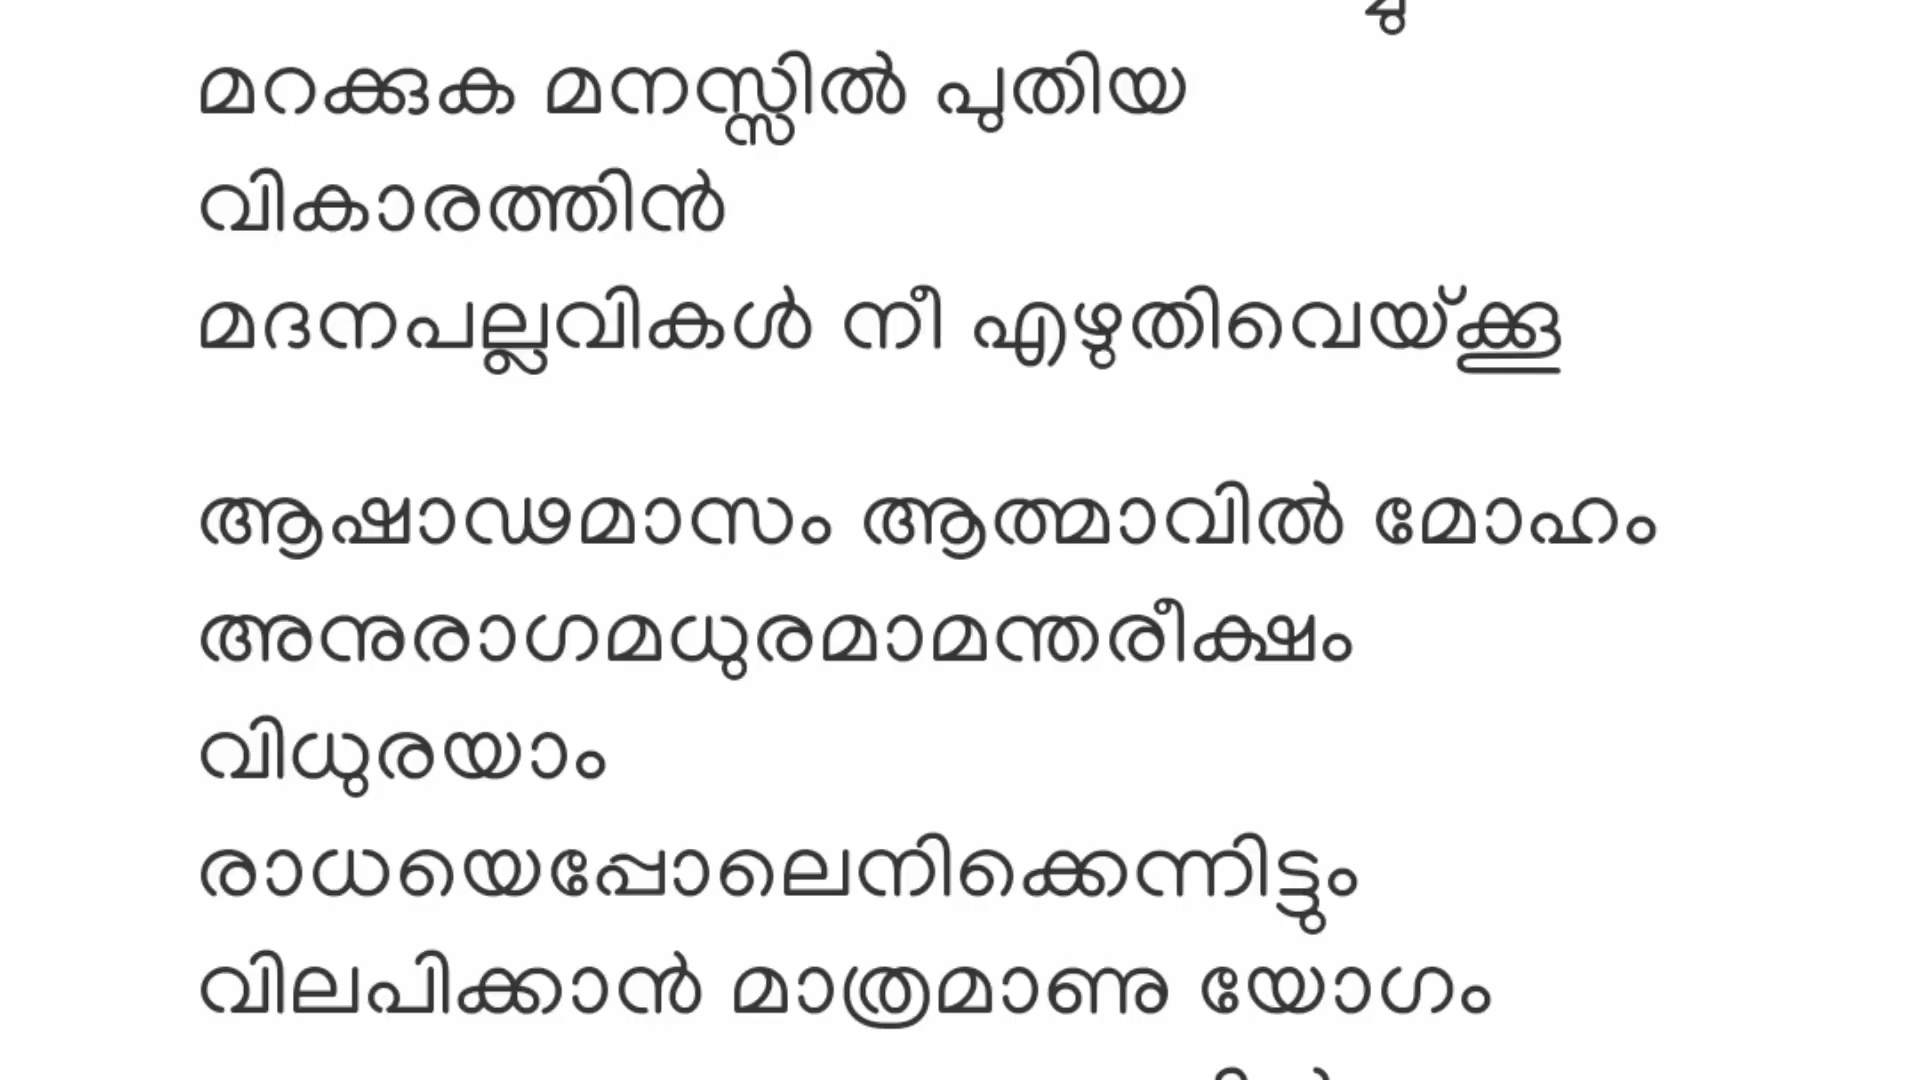 മറക്കുക മനസ്സിൽ പുതിയ
വികാരത്തിൻ
മദനപല്ലവികൾ നീ എഴുതിവെയ്ക്കൂ
ആഷാഢമാസം ആത്മാവിൽ മോഹം
അനുരാഗമധുരമാമന്തരീക്ഷം
വിധുരയാം
രാധയെപ്പോലെനിക്കെന്നിട്ടും
വിലപിക്കാൻ മാത്രമാണു യോഗം